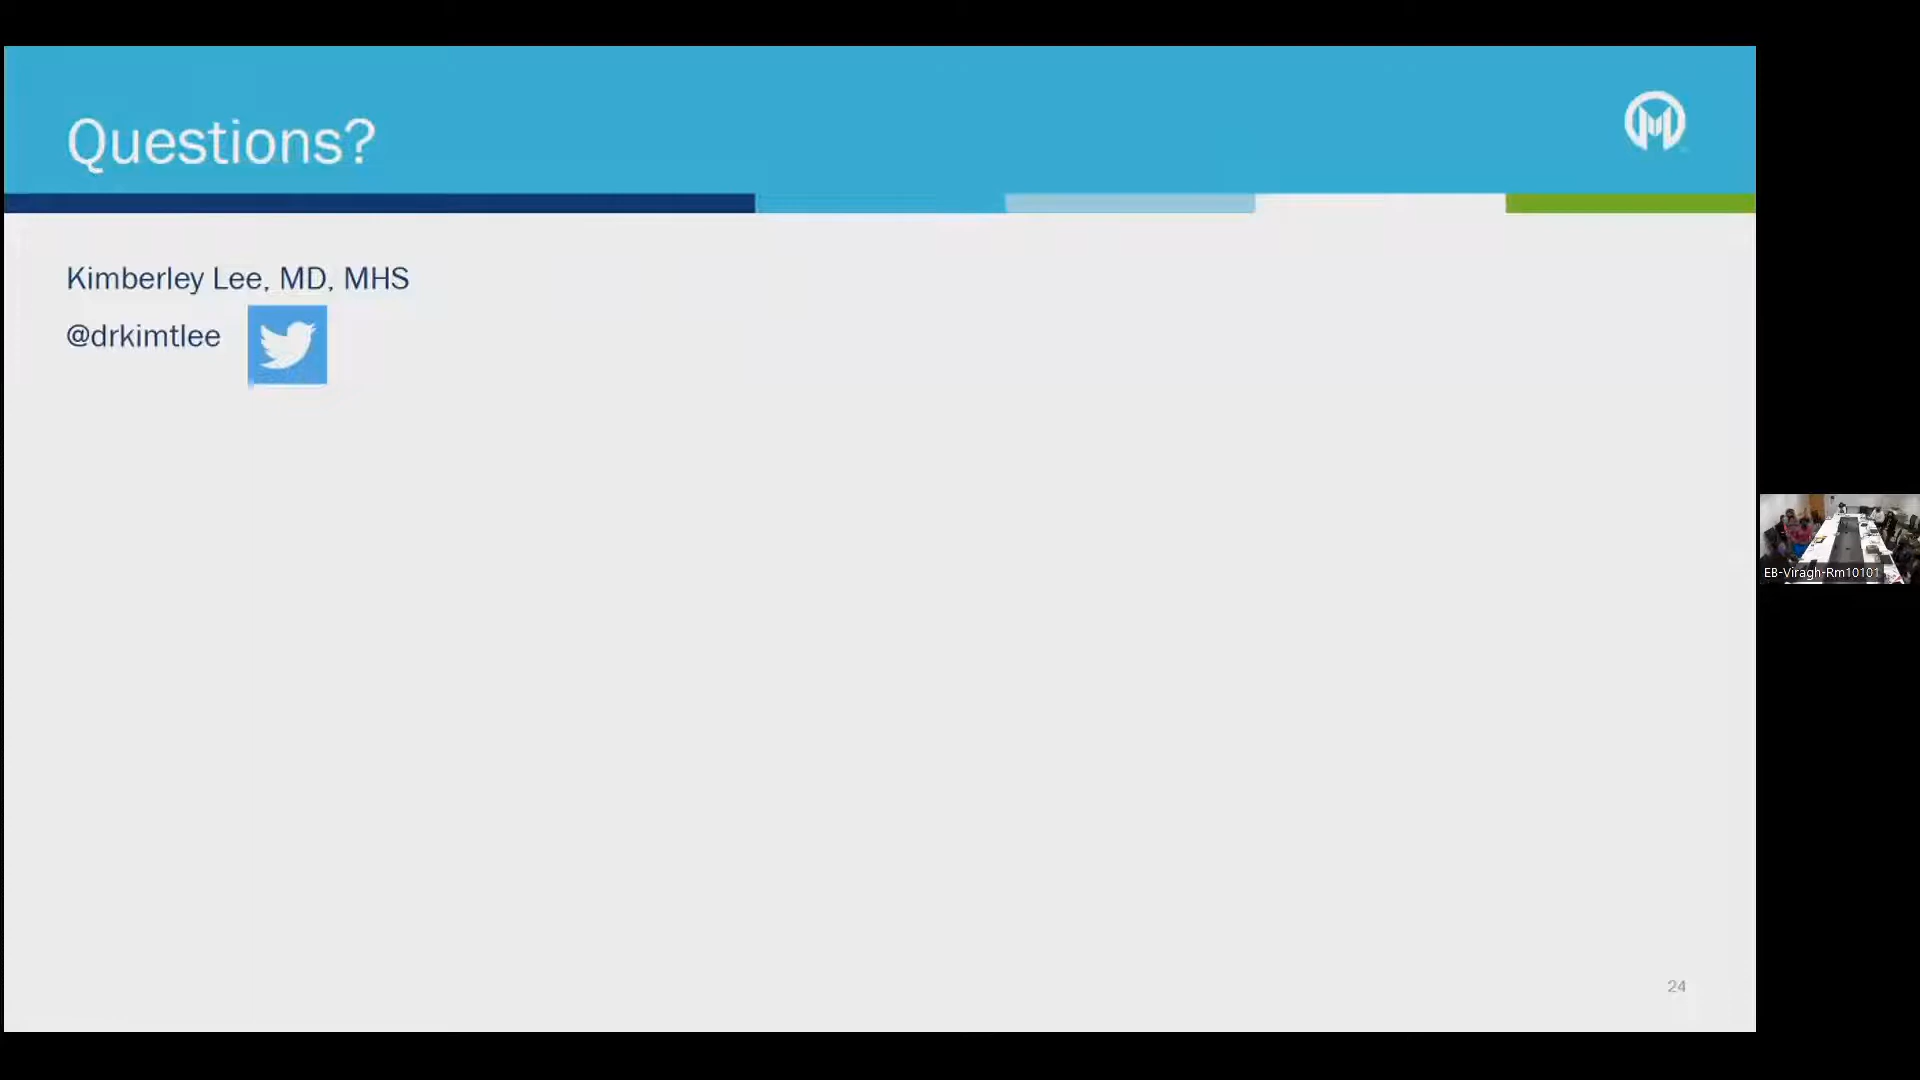 Questions?
Kimberley Lee, MD, MHS
@drkimtlee
EB-Viragh-Rm10101
24